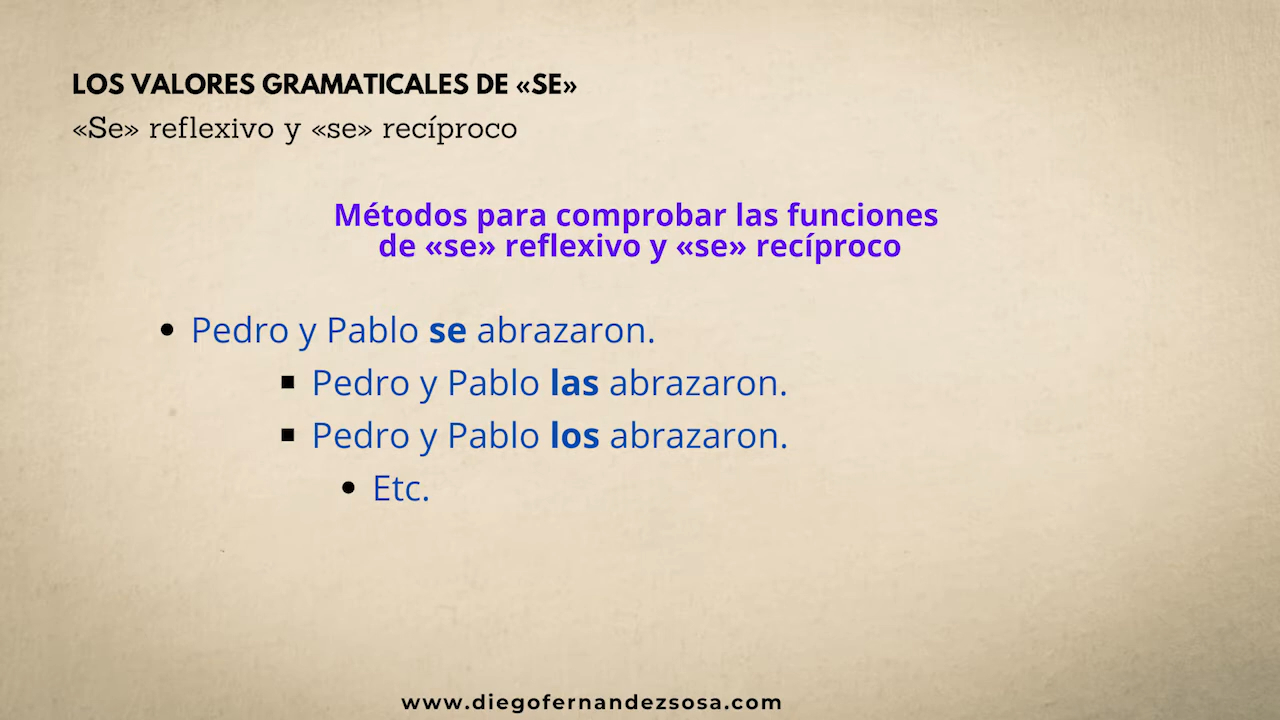 LOS VALORES GRAMATICALES DE «SE»
«Se» reflexivo y «se» recíproco
Métodos para comprobar las funciones
de «se» reflexivo y «se» recíproco
• Pedro y Pablo se abrazaron.
▪ Pedro y Pablo las abrazaron.
▪ Pedro y Pablo los abrazaron.
• Etc.
www.diegofernandezsosa.com